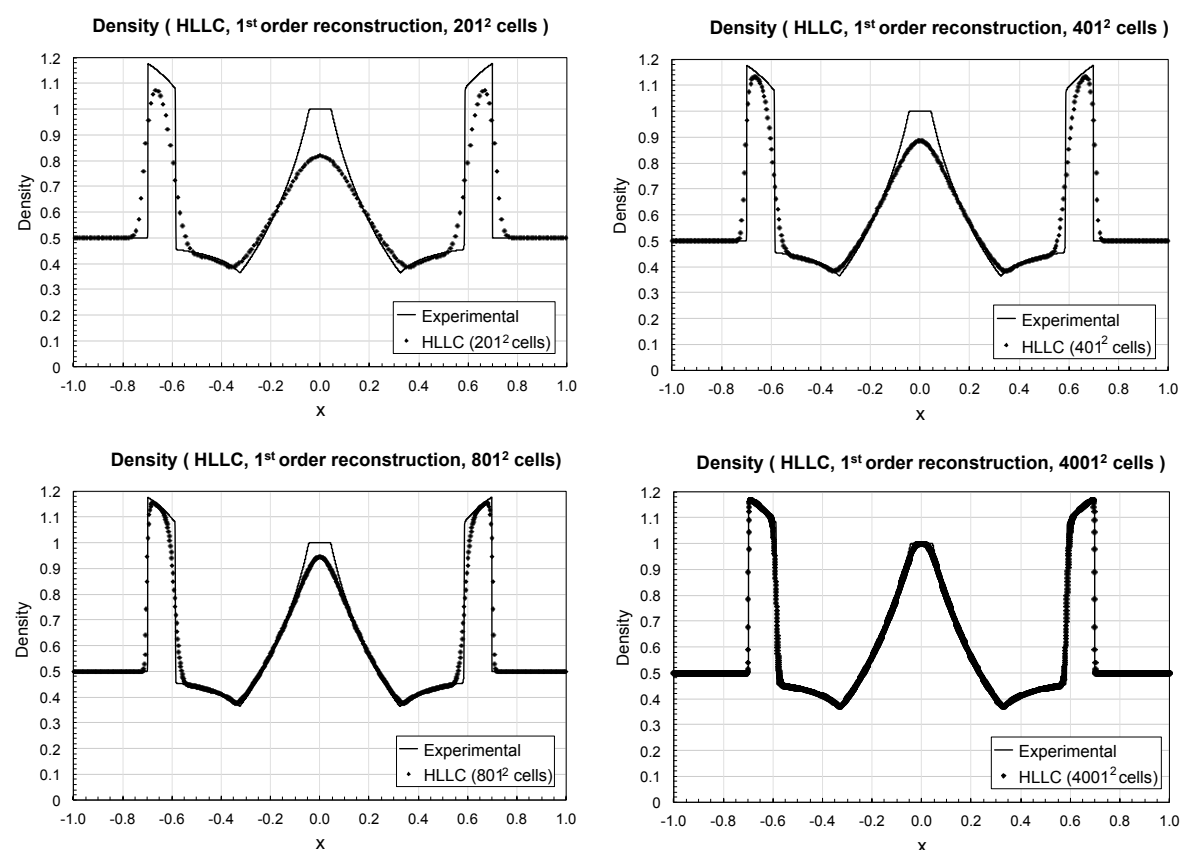 Density ( HLLC, 1st order reconstruction, 201² cells )
1.2
1.1
1
0.9
0.8
0.7
0.6
0.5
0.4
0.3
0.2
0.1
0
Density
-1.0 -0.8 -0.6 -0.4 -0.2 0.0 0.2 0.4 0.6 0.8 1.0
x
Experimental
HLLC (201² cells)
Density ( HLLC, 1st order reconstruction, 401² cells )
1.2
1.1
1
0.9
0.8
0.7
0.6
0.5
0.4
0.3
0.2
0.1
0
Density
-1.0 -0.8 -0.6 -0.4 -0.2 0.0 0.2 0.4 0.6 0.8 1.0
x
Experimental
HLLC (401² cells)
Density ( HLLC, 1st order reconstruction, 801² cells)
1.2
1.1
1
0.9
0.8
0.7
0.6
0.5
0.4
0.3
0.2
0.1
0
Density
-1.0 -0.8 -0.6 -0.4 -0.2 0.0 0.2 0.4 0.6 0.8 1.0
x
Experimental
HLLC (801² cells)
Density ( HLLC, 1st order reconstruction, 4001² cells )
1.2
1.1
1
0.9
0.8
0.7
0.6
0.5
0.4
0.3
0.2
0.1
0
Density
-1.0 -0.8 -0.6 -0.4 -0.2 0.0 0.2 0.4 0.6 0.8 1.0
x
Experimental
HLLC (4001² cells)